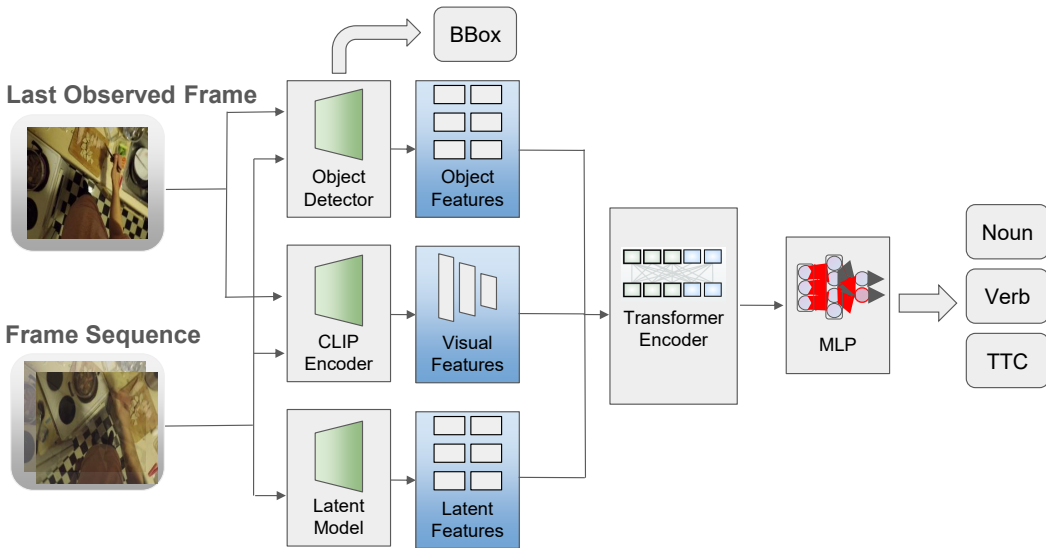 BBox
Last Observed Frame
Object
Detector
Object
Features
CLIP
Encoder
Visual
Features
Frame Sequence
Latent
Model
Latent
Features
Transformer
Encoder
MLP
Noun
Verb
TTC